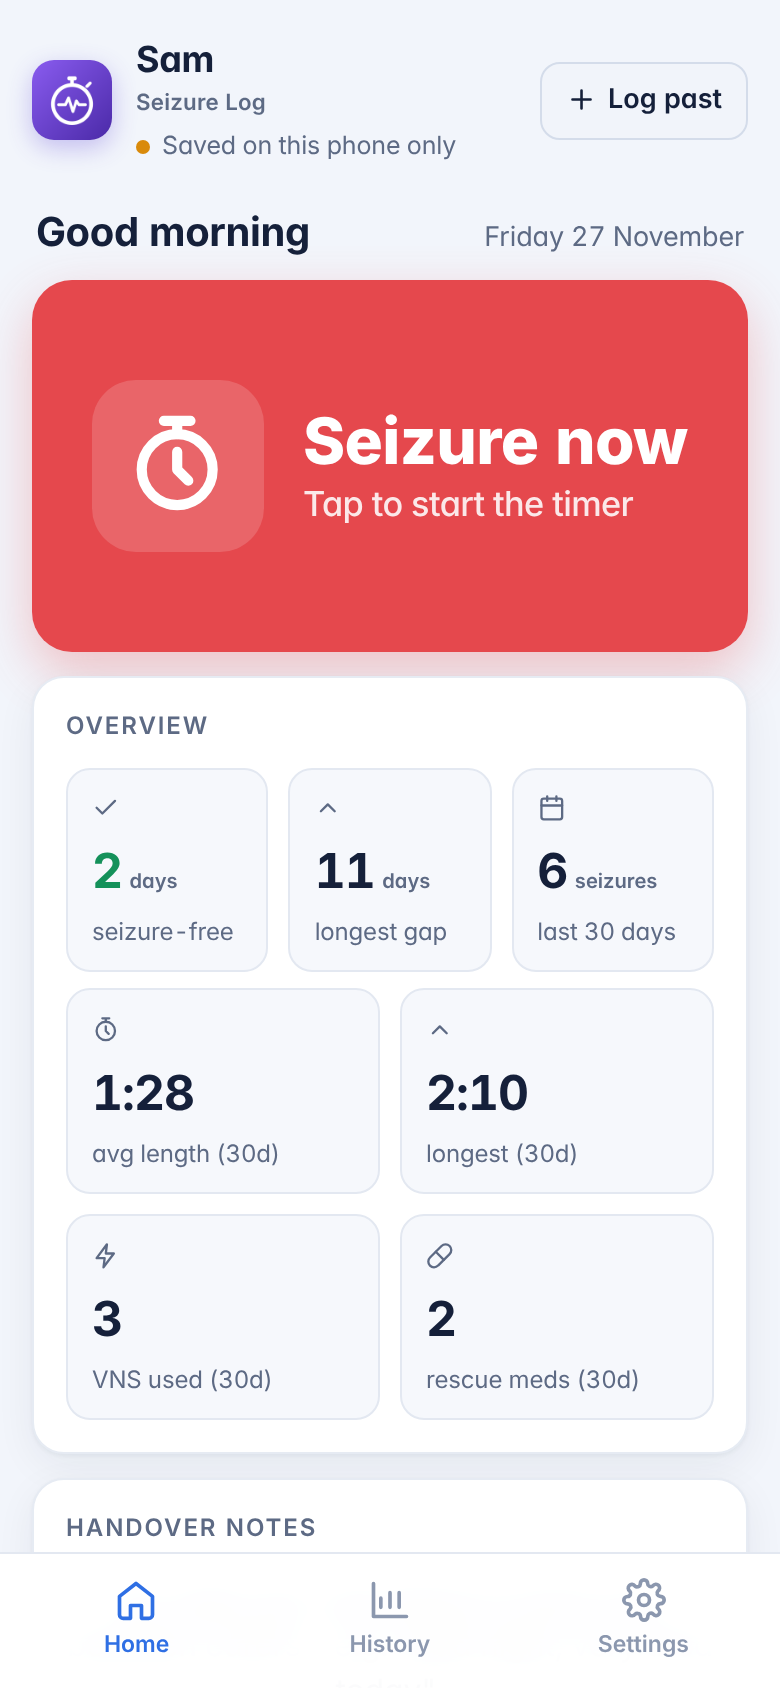 Sam
Seizure Log
Saved on this phone only
Log past
Good morning
Friday 27 November
Seizure now
Tap to start the timer
OVERVIEW
2 days
seizure-free
11 days
longest gap
6 seizures
last 30 days
1:28
avg length (30d)
2:10
longest (30d)
3
VNS used (30d)
2
rescue meds (30d)
HANDOVER NOTES
Home
History
Settings